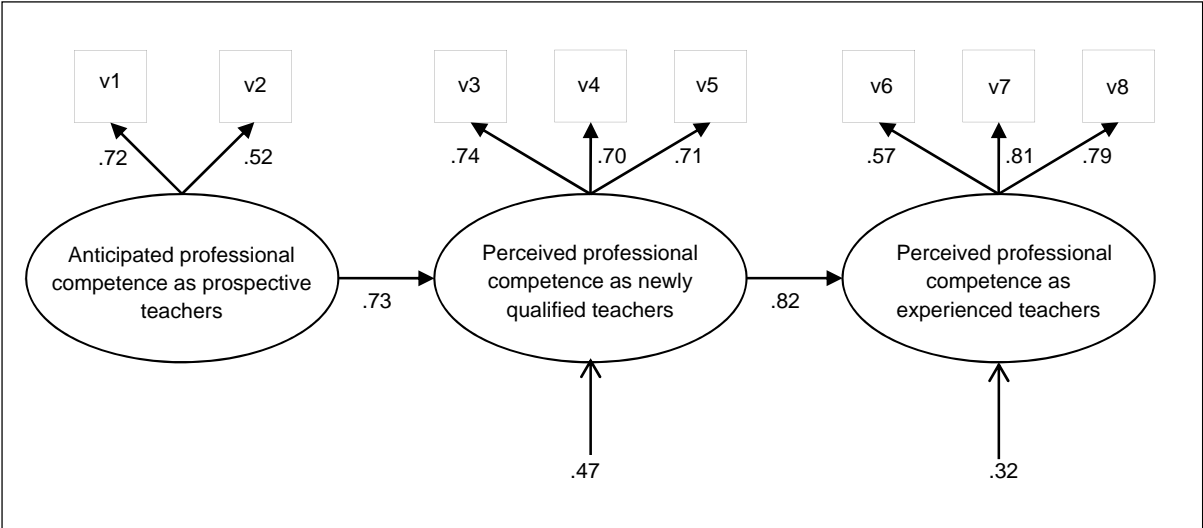 v1
v2
v3
v4
v5
v6
v7
v8
.72
.52
.74
.70
.71
.57
.81
.79
Anticipated professional
competence as prospective
teachers
.73
Perceived professional
competence as newly
qualified teachers
.82
Perceived professional
competence as
experienced teachers
.47
.32